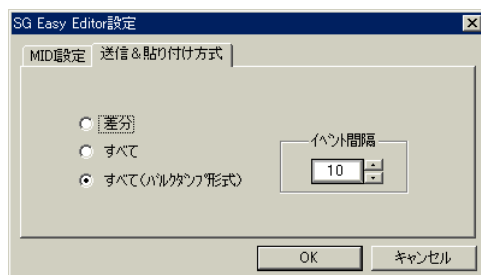 SG Easy Editor設定
MIDI設定 送信&貼り付け方式
差分
すべて
すべて(バルクダンプ形式)
イベント間隔
10
OK キャンセル